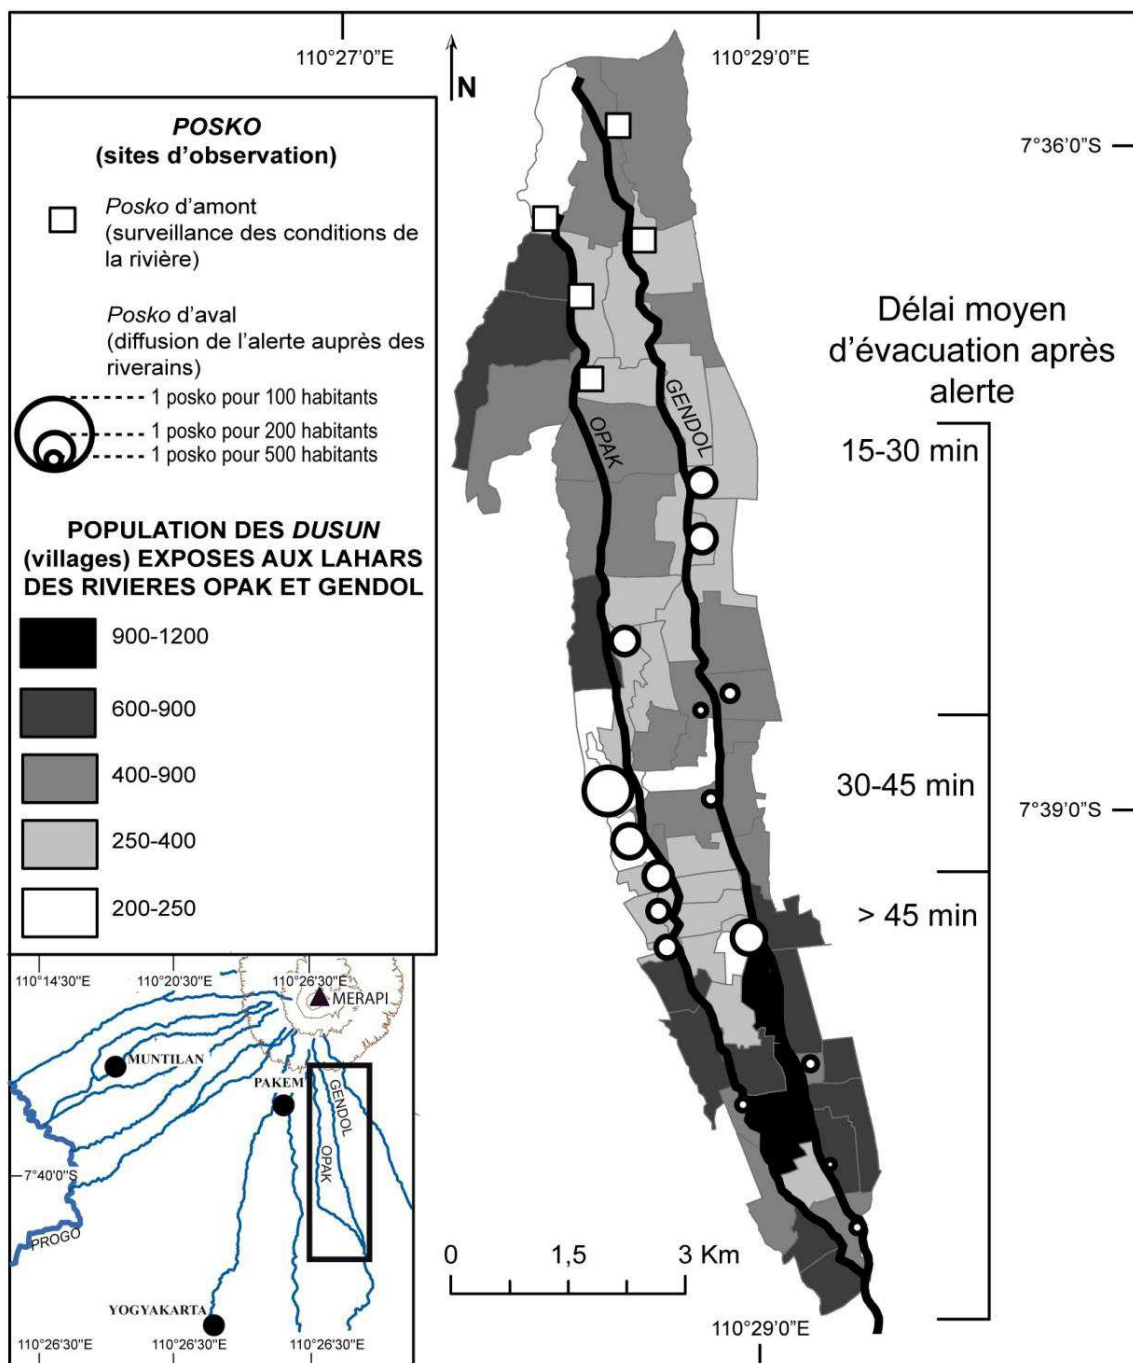 110°27'0"E
110°29'0"E
N
7°36'0"S
POSKO
(sites d'observation)
Posko d'amont
(surveillance des conditions de
la rivière)
Posko d'aval
(diffusion de l'alerte auprès des
riverains)
1 posko pour 100 habitants
1 posko pour 200 habitants
1 posko pour 500 habitants
POPULATION DES DUSUN
(villages) EXPOSES AUX LAHARS
DES RIVIERES OPAK ET GENDOL
900-1200
600-900
400-900
250-400
200-250
GENDOL
OPAK
Délai moyen
d'évacuation après
alerte
15-30 min
30-45 min
> 45 min
7°39'0"S
110°14'30"E
110°20'30"E
110°26'30"E
MERAPI
MUNTILAN
PAKEM
GENDOL
OPAK
7°40'0"S
PROGO
YOGYAKARTA
110°26'30"E
110°26'30"E
110°26'30"E
0
1,5
3 Km
110°29'0"E